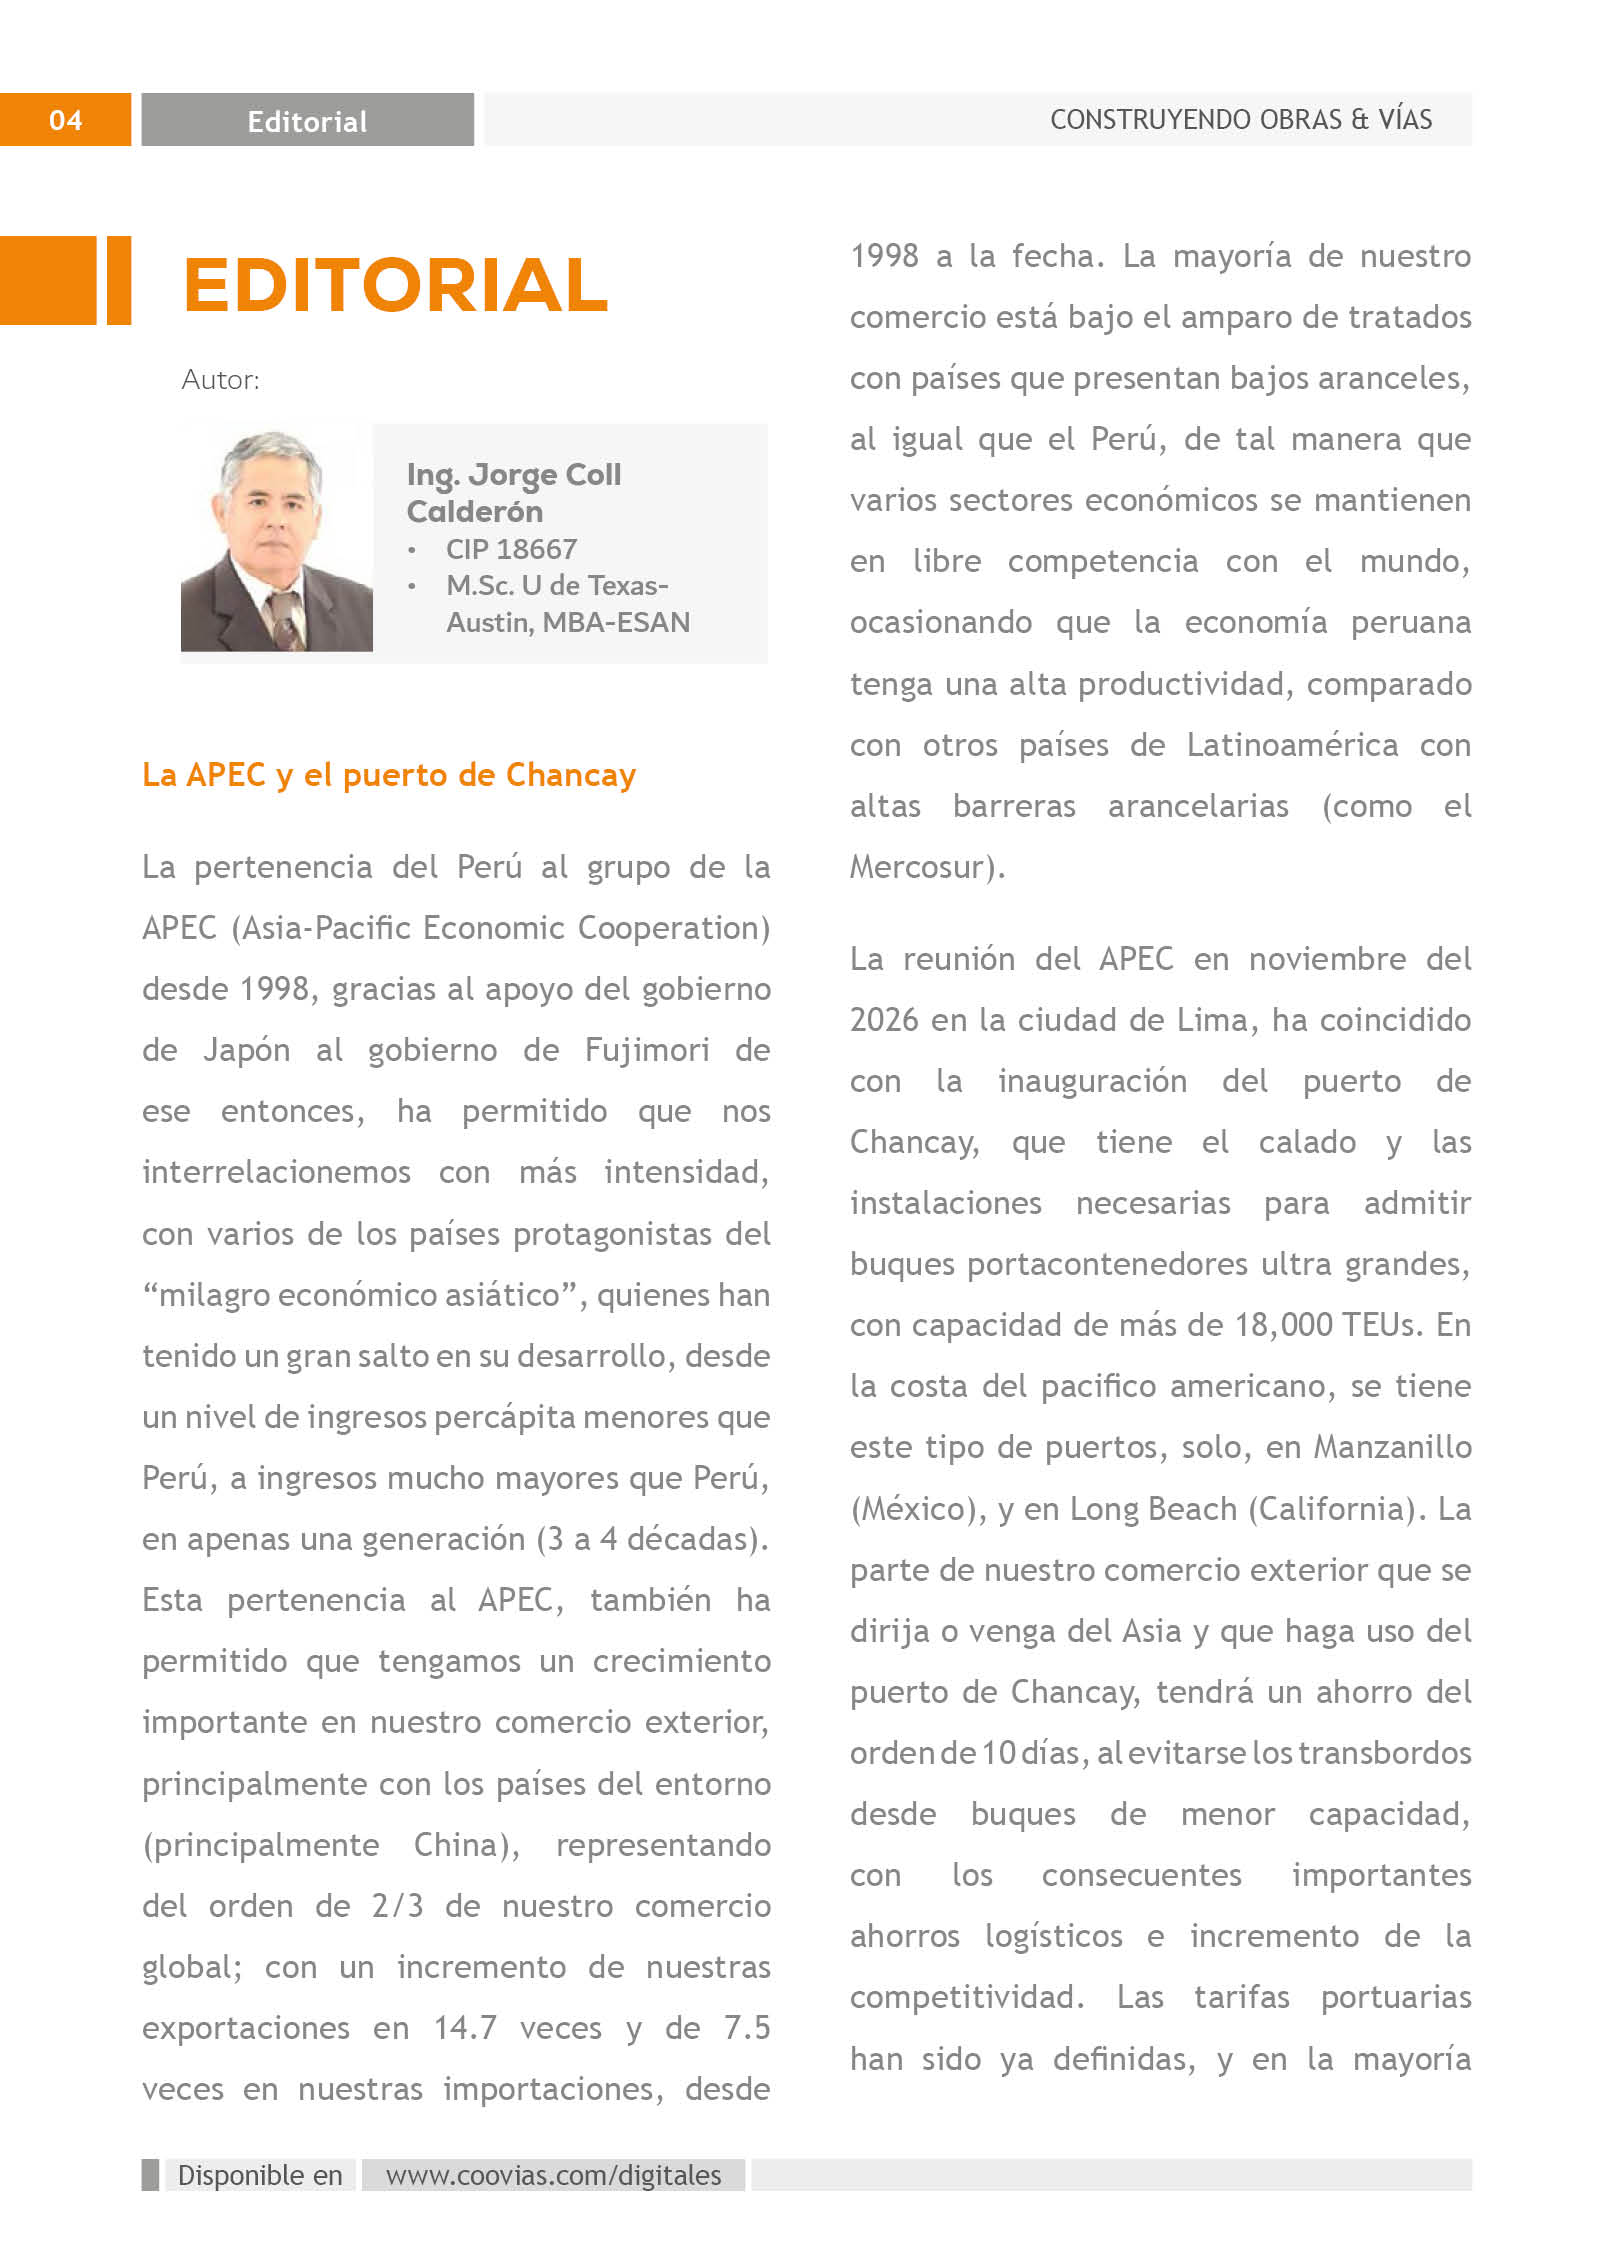 04
Editorial
CONSTRUYENDO OBRAS & VÍAS
EDITORIAL
Autor:
Ing. Jorge Coll
Calderón
• CIP 18667
• M.Sc. U de Texas-
Austin, MBA-ESAN
La APEC y el puerto de Chancay
La pertenencia del Perú al grupo de la
APEC (Asia-Pacific Economic Cooperation)
desde 1998, gracias al apoyo del gobierno
de Japón al gobierno de Fujimori de
ese entonces, ha permitido que nos
interrelacionemos con más intensidad,
con varios de los países protagonistas del
“milagro económico asiático”, quienes han
tenido un gran salto en su desarrollo, desde
un nivel de ingresos percápita menores que
Perú, a ingresos mucho mayores que Perú,
en apenas una generación (3 a 4 décadas).
Esta pertenencia al APEC, también ha
permitido que tengamos un crecimiento
importante en nuestro comercio exterior,
principalmente con los países del entorno
(principalmente China), representando
del orden de 2/3 de nuestro comercio
global; con un incremento de nuestras
exportaciones en 14.7 veces y de 7.5
veces en nuestras importaciones, desde
1998 a la fecha. La mayoría de nuestro
comercio está bajo el amparo de tratados
con países que presentan bajos aranceles,
al igual que el Perú, de tal manera que
varios sectores económicos se mantienen
en libre competencia con el mundo,
ocasionando que la economía peruana
tenga una alta productividad, comparado
con otros países de Latinoamérica con
altas barreras arancelarias (como el
Mercosur).
La reunión del APEC en noviembre del
2026 en la ciudad de Lima, ha coincidido
con la inauguración del puerto de
Chancay, que tiene el calado y las
instalaciones necesarias para admitir
buques portacontenedores ultra grandes,
con capacidad de más de 18,000 TEUs. En
la costa del pacifico americano, se tiene
este tipo de puertos, solo, en Manzanillo
(México), y en Long Beach (California). La
parte de nuestro comercio exterior que se
dirija o venga del Asia y que haga uso del
puerto de Chancay, tendrá un ahorro del
orden de 10 días, al evitarse los transbordos
desde buques de menor capacidad,
con los consecuentes importantes
ahorros logísticos e incremento de la
competitividad. Las tarifas portuarias
han sido ya definidas, y en la mayoría
Disponible en www.coovias.com/digitales